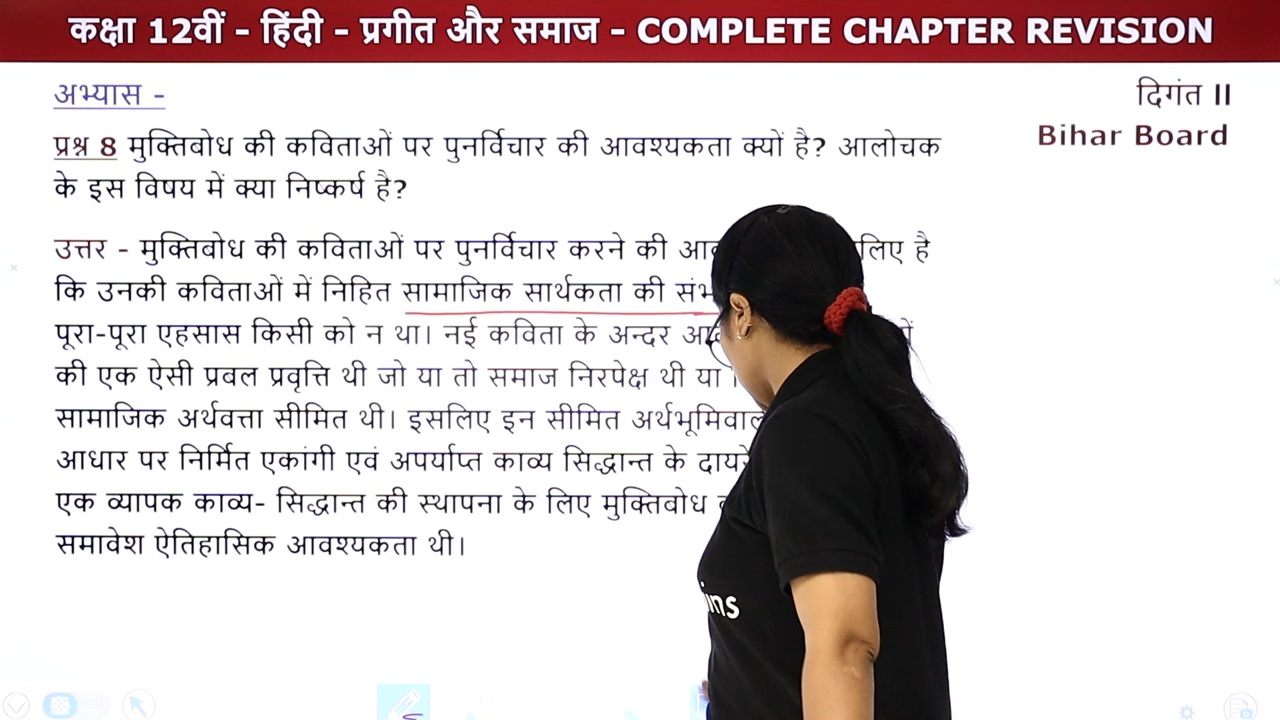 कक्षा 12वीं - हिंदी - प्रगीत और समाज - COMPLETE CHAPTER REVISION
अभ्यास -
दिगंत II
Bihar Board
प्रश्न 8 मुक्तिबोध की कविताओं पर पुनर्विचार की आवश्यकता क्यों है? आलोचक
के इस विषय में क्या निष्कर्ष है?
उत्तर - मुक्तिबोध की कविताओं पर पुनर्विचार करने की है
कि उनकी कविताओं में निहित सामाजिक सार्थकता की
पूरा-पूरा एहसास किसी को न था। नई कविता के अन्दर
की एक ऐसी प्रबल प्रवृत्ति थी जो या तो समाज निरपेक्ष थी या
सामाजिक अर्थवत्ता सीमित थी। इसलिए इन सीमित
आधार पर निर्मित एकांगी एवं अपर्याप्त काव्य सिद्धान्त के
एक व्यापक काव्य- सिद्धान्त की स्थापना के लिए मुक्तिबोध
समावेश ऐतिहासिक आवश्यकता थी।